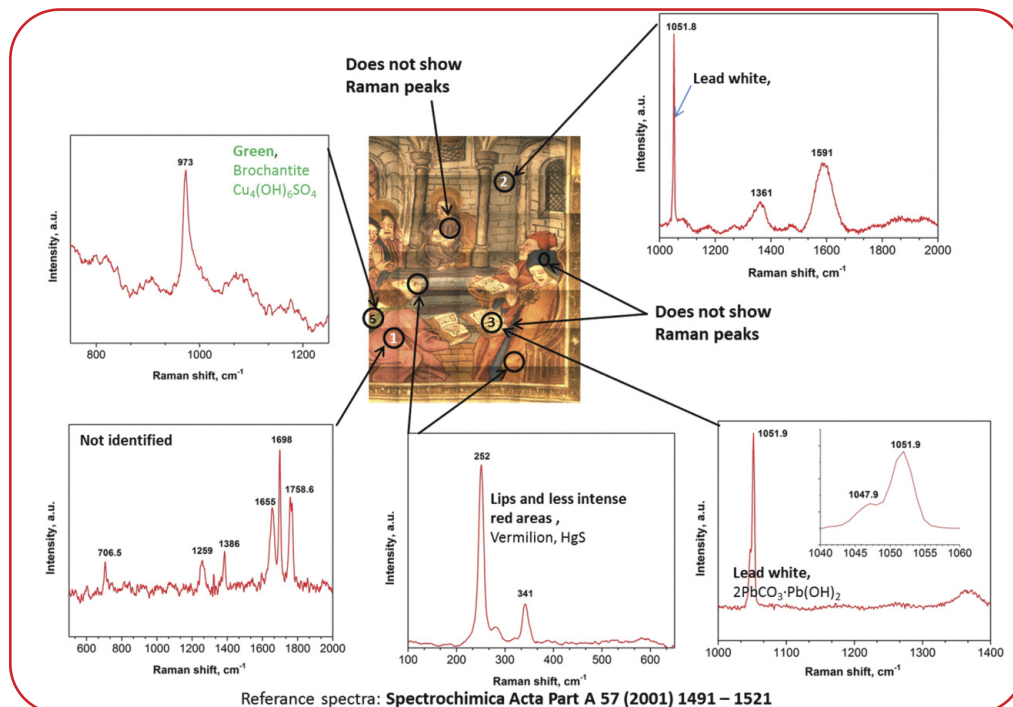 Does not show
Raman peaks
1051.8
Lead white,
1591
1361
Intensity, a.u.
1000 1200 1400 1600 1800 2000
Raman shift, cm-1
Green,
Brochantite
Cu4(OH)6SO4
973
Intensity, a.u.
800 1000 1200
Raman shift, cm-1
2
5
1
3
Does not show
Raman peaks
Not identified
1698
1655
1758.6
706.5
1259
1386
Intensity, a.u.
600 800 1000 1200 1400 1600 1800 2000
Raman shift, cm-1
252
Lips and less intense
red areas ,
Vermilion, HgS
341
Intensity, a.u.
100 200 300 400 500 600
Raman shift, cm-1
1051.9
1051.9
1047.9
1040 1045 1050 1055 1060
Lead white,
2PbCO3·Pb(OH)2
Intensity, a.u.
1000 1100 1200 1300 1400
Raman shift, cm-1
Referance spectra: Spectrochimica Acta Part A 57 (2001) 1491 – 1521